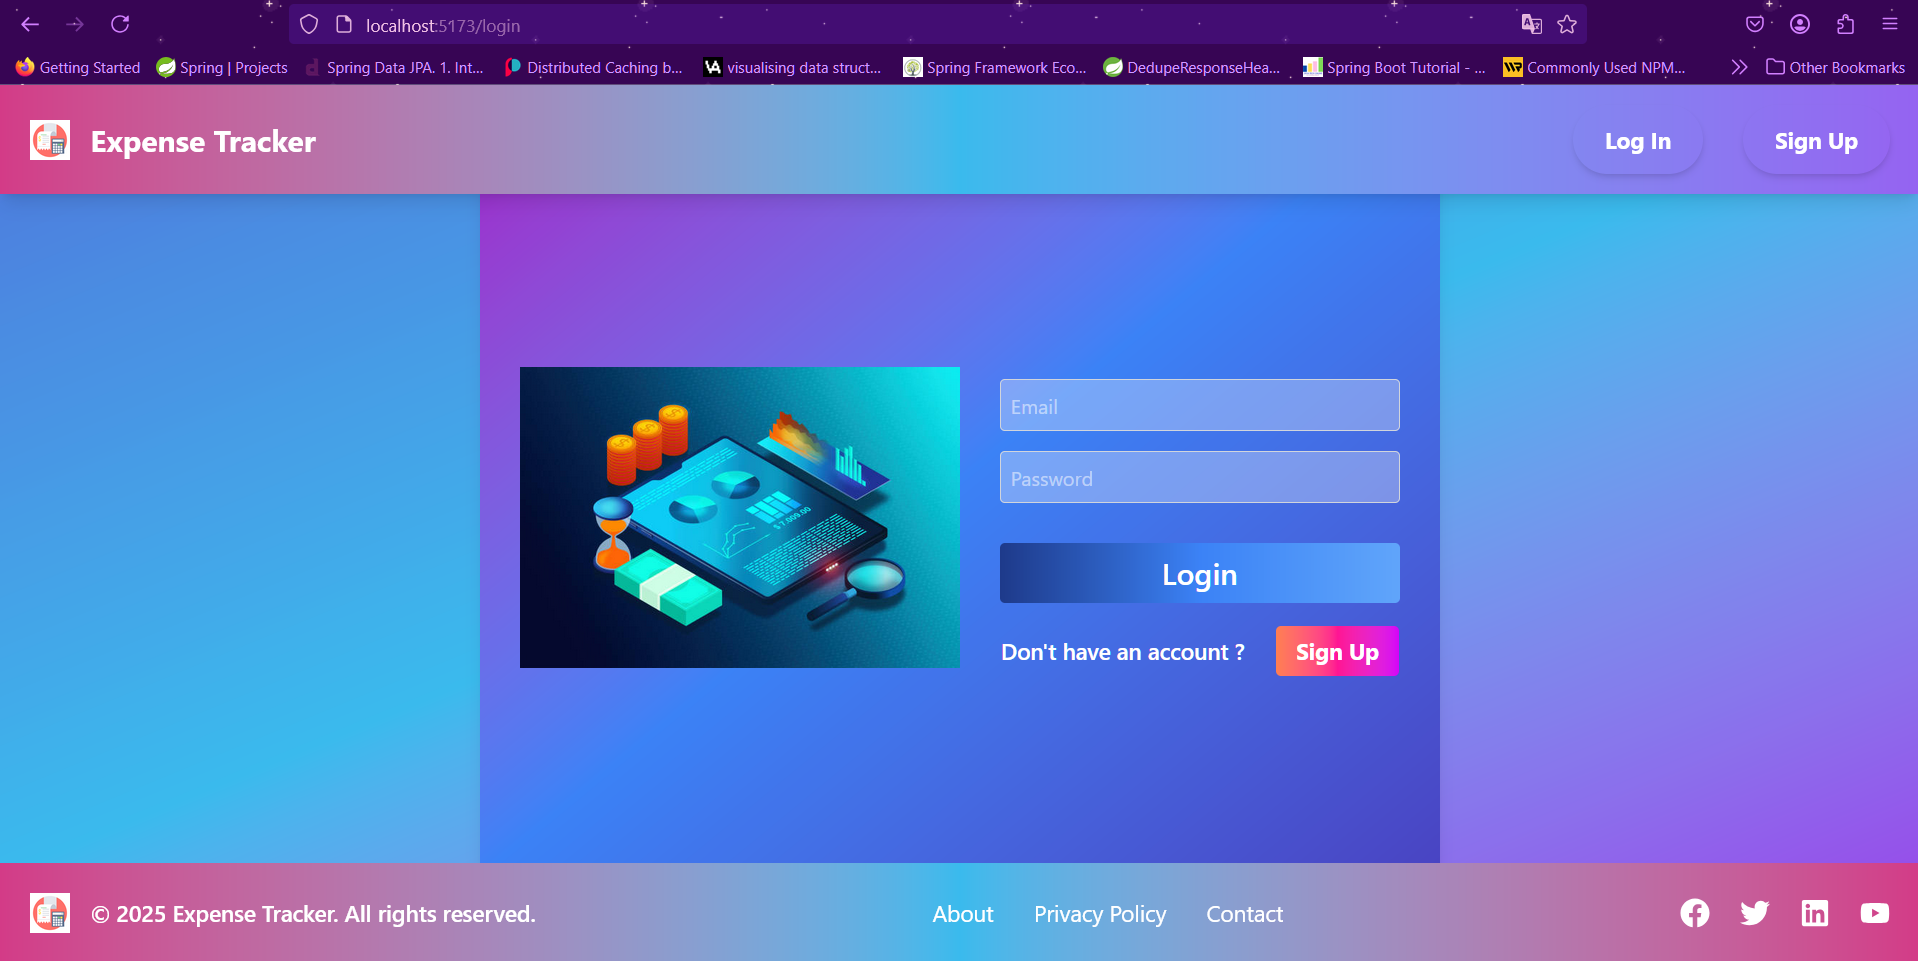 localhost:5173/login
Getting Started
Spring | Projects
Spring Data JPA. 1. Int...
Distributed Caching b...
VA
visualising data struct...
Spring Framework Eco...
DedupeResponseHea...
Spring Boot Tutorial - ...
Commonly Used NPM...
Other Bookmarks
Expense Tracker
Log In
Sign Up
Email
Password
$ 7,099.00
Login
Don't have an account ?
Sign Up
© 2025 Expense Tracker. All rights reserved.
About
Privacy Policy
Contact